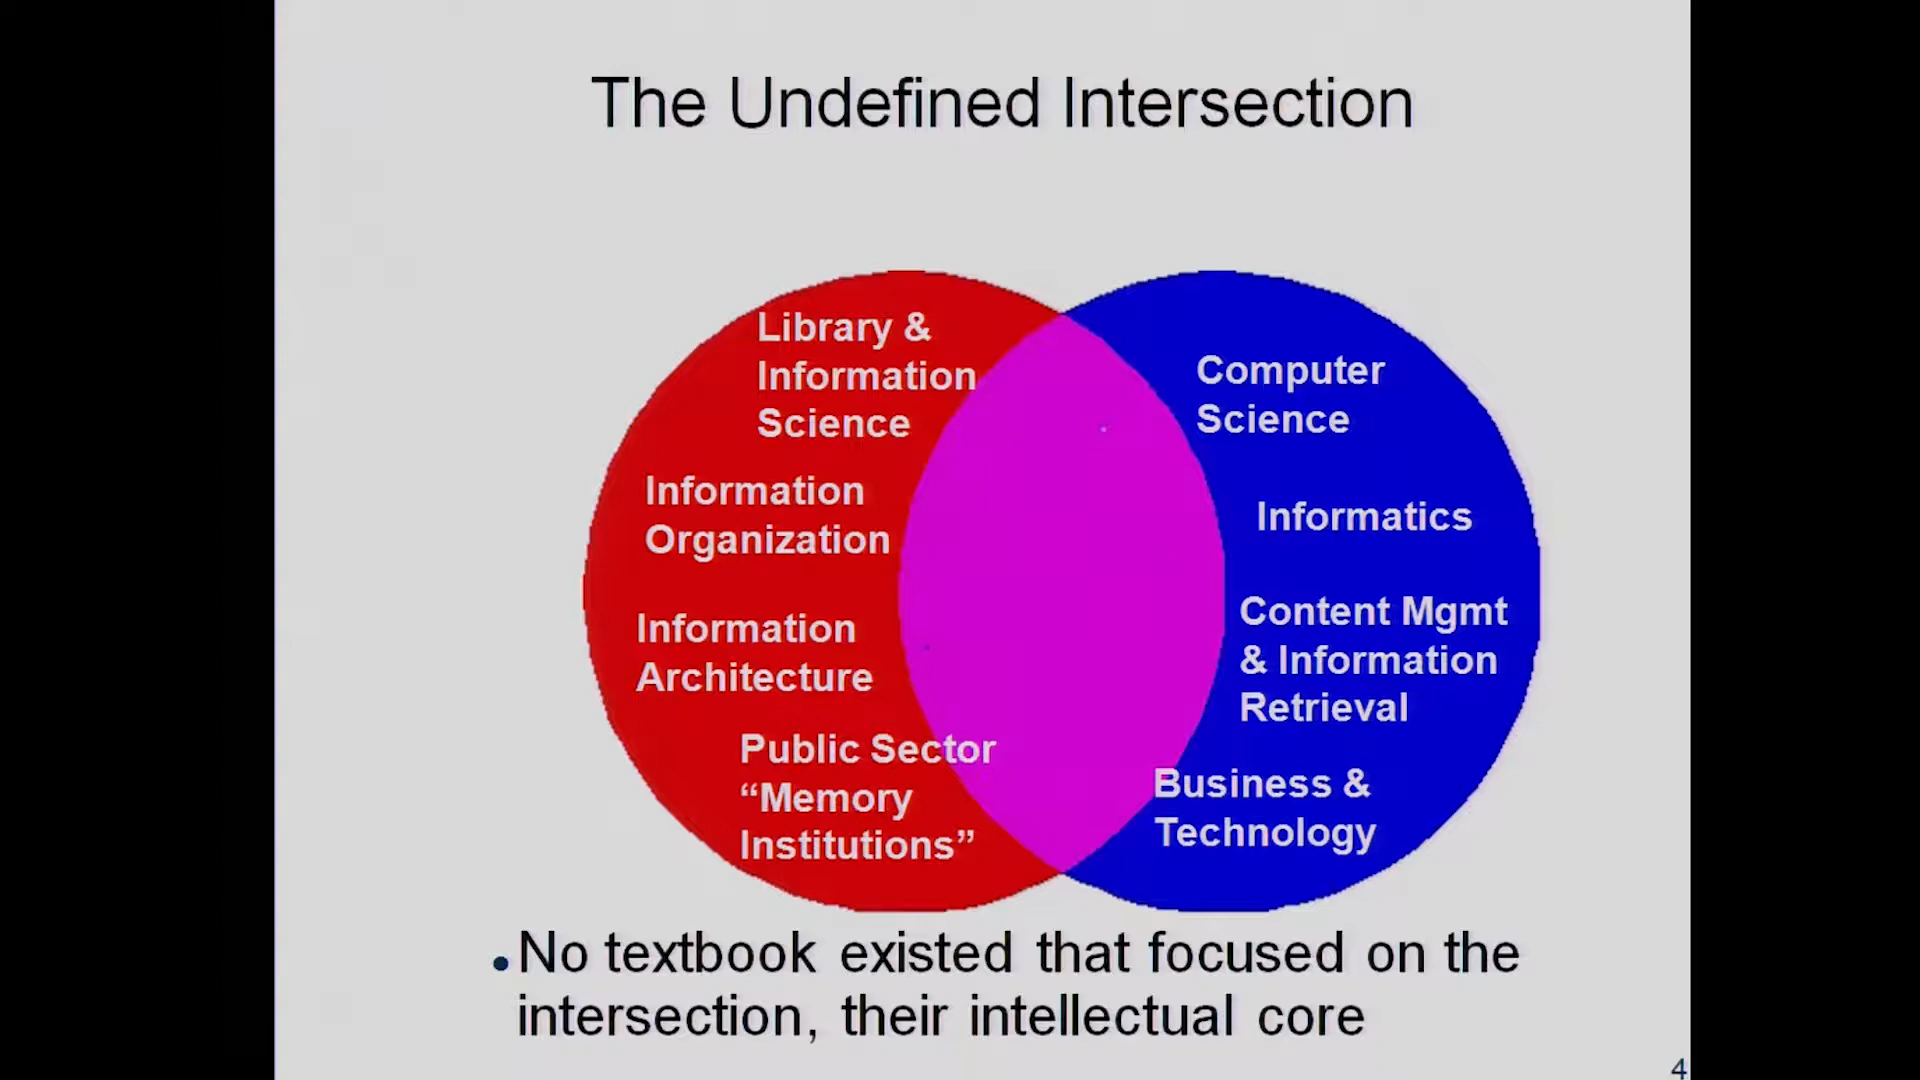 The Undefined Intersection
Library &
Information
Science
Information
Organization
Information
Architecture
Public Sector
“Memory
Institutions”
Computer
Science
Informatics
Content Mgmt
& Information
Retrieval
Business &
Technology
• No textbook existed that focused on the
intersection, their intellectual core
4